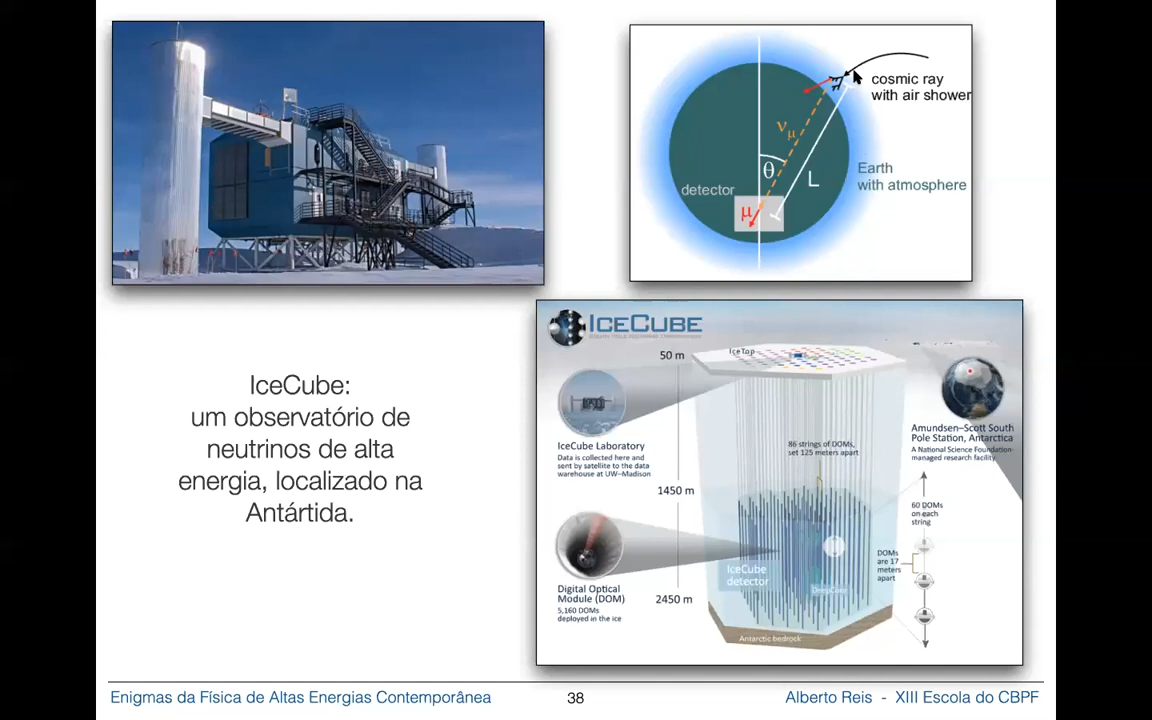 cosmic ray
with air shower
νμ
θ
L
Earth
with atmosphere
detector
μ
IceCube:
um observatório de
neutrinos de alta
energia, localizado na
Antártida.
ICECUBE
50 m
IceTop
IceCube Laboratory
Data is collected here and
sent by satellite to the data
warehouse at UW–Madison
86 strings of DOMs,
set 125 meters apart
Amundsen–Scott South
Pole Station, Antarctica
A National Science Foundation-
managed research facility
1450 m
60 DOMs
on each
string
DOMs
are 17
meters
apart
IceCube
detector
DeepCore
Digital Optical
Module (DOM)
5,160 DOMs
deployed in the ice
2450 m
Antarctic bedrock
Enigmas da Física de Altas Energias Contemporânea
38
Alberto Reis - XIII Escola do CBPF